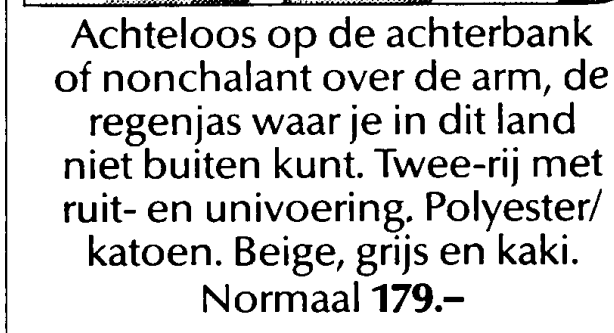 Achteloos op de achterbank
of nonchalant over de arm, de
regenjas waar je in dit land
niet buiten kunt. Twee-rij met
ruit- en univoering. Polyester/
katoen. Beige, grijs en kaki.
Normaal 179.–